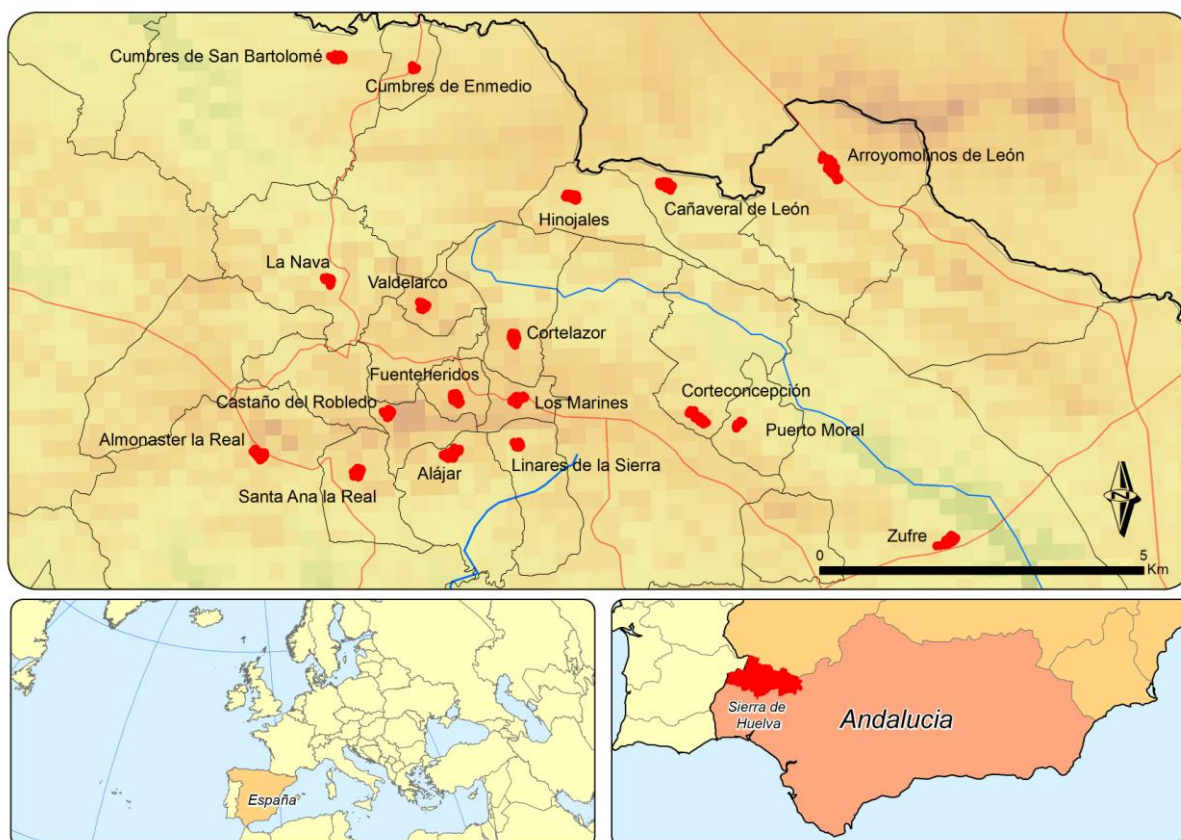 Cumbres de San Bartolomé
Cumbres de Enmedio
Arroyomolinos de León
Cañaveral de León
Hinojales
La Nava
Valdelarco
Cortelazor
Fuenteheridos
Corteconcepción
Castaño del Robledo
Los Marines
Puerto Moral
Almonaster la Real
Linares de la Sierra
Alájar
Santa Ana la Real
N
Zufre
0 5
Km
España
Sierra de
Huelva
Andalucia